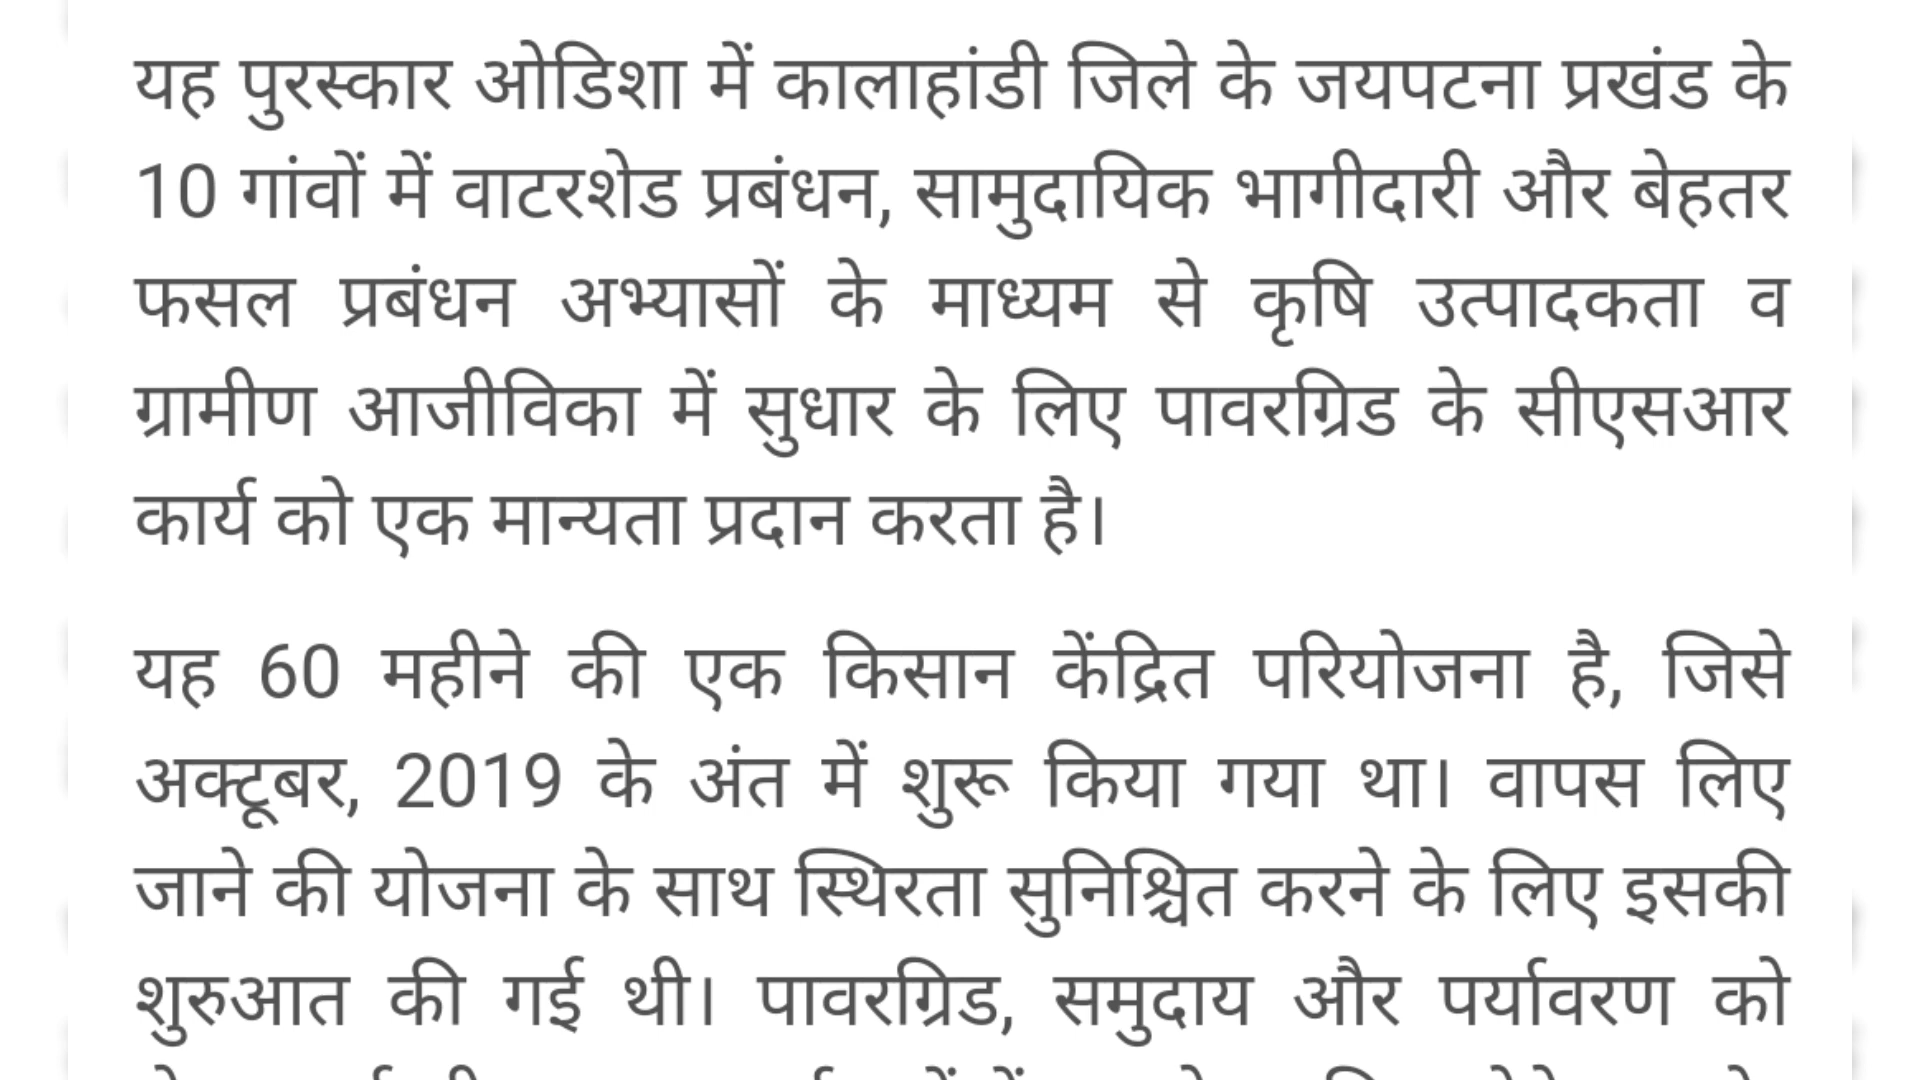 यह पुरस्कार ओडिशा में कालाहांडी जिले के जयपटना प्रखंड के
10 गांवों में वाटरशेड प्रबंधन, सामुदायिक भागीदारी और बेहतर
फसल प्रबंधन अभ्यासों के माध्यम से कृषि उत्पादकता व
ग्रामीण आजीविका में सुधार के लिए पावरग्रिड के सीएसआर
कार्य को एक मान्यता प्रदान करता है।
यह 60 महीने की एक किसान केंद्रित परियोजना है, जिसे
अक्टूबर, 2019 के अंत में शुरू किया गया था। वापस लिए
जाने की योजना के साथ स्थिरता सुनिश्चित करने के लिए इसकी
शुरुआत की गई थी। पावरग्रिड, समुदाय और पर्यावरण को